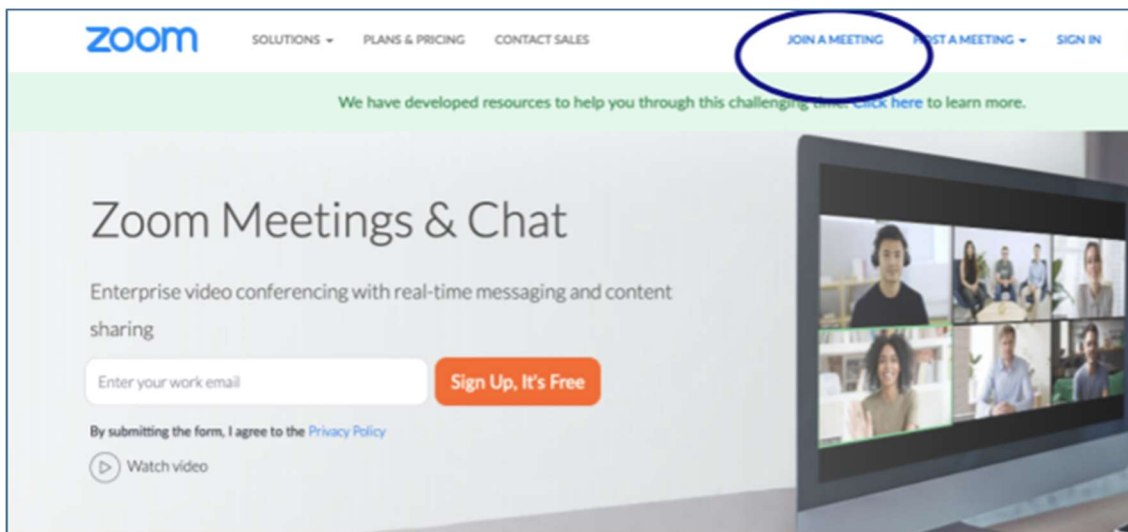 zoom SOLUTIONS PLANS & PRICING CONTACT SALES JOIN A MEETING HOST A MEETING SIGN IN
We have developed resources to help you through this challenging time. Click here to learn more.
Zoom Meetings & Chat
Enterprise video conferencing with real-time messaging and content
sharing
Enter your work email
Sign Up, It's Free
By submitting the form, I agree to the Privacy Policy
Watch video